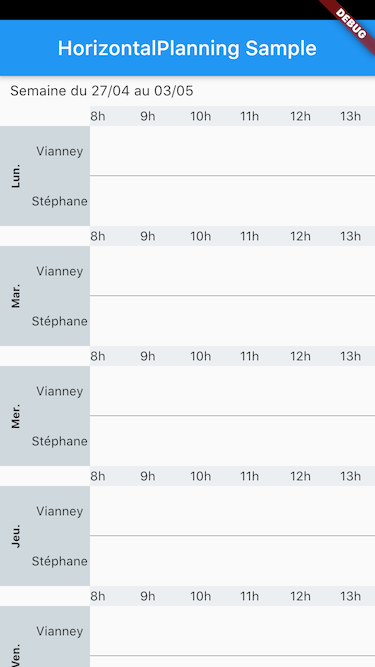 DEBUG
HorizontalPlanning Sample
Semaine du 27/04 au 03/05
8h 9h 10h 11h 12h 13h
Lun.
Vianney
Stéphane
8h 9h 10h 11h 12h 13h
Mar.
Vianney
Stéphane
8h 9h 10h 11h 12h 13h
Mer.
Vianney
Stéphane
8h 9h 10h 11h 12h 13h
Jeu.
Vianney
Stéphane
8h 9h 10h 11h 12h 13h
Ven.
Vianney